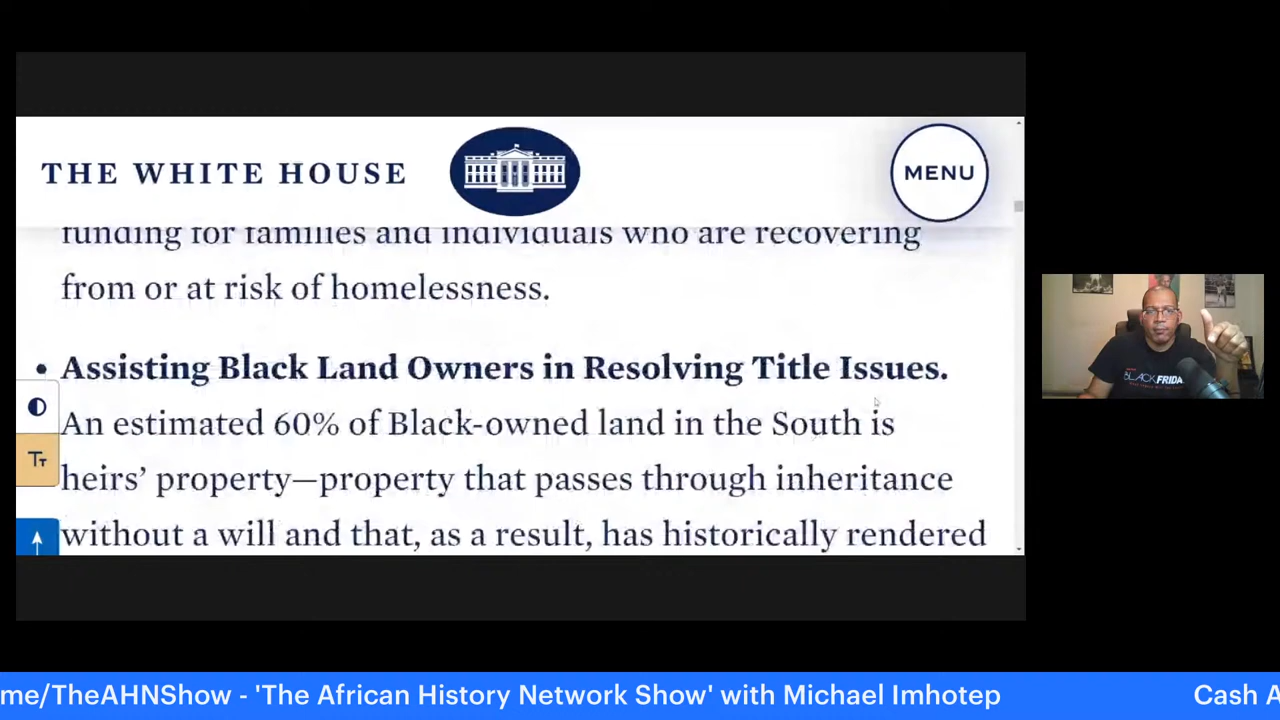 THE WHITE HOUSE
MENU
funding for families and individuals who are recovering
from or at risk of homelessness.
• Assisting Black Land Owners in Resolving Title Issues.
An estimated 60% of Black-owned land in the South is
heirs’ property—property that passes through inheritance
without a will and that, as a result, has historically rendered
TT
BLACK FRIDA
me/TheAHNShow - 'The African History Network Show' with Michael Imhotep
Cash A